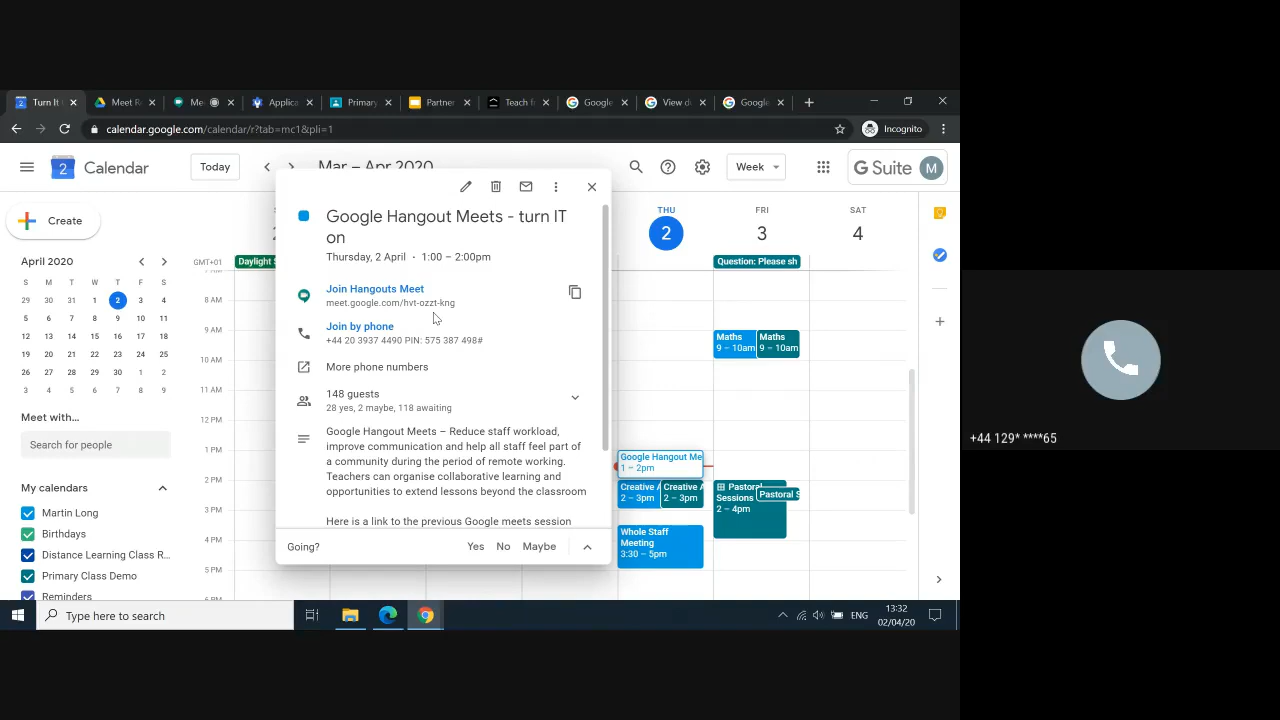 Turn It
Meet R
Me
Applica
Primary
Partner
Teach fr
Google
View d
Google
calendar.google.com/calendar/r?tab=mc1&pli=1
Incognito
2
Calendar
Today
Mar – Apr 2020
Week
G Suite
M
Create
April 2020
S M T W T F S
29 30 31 1 2 3 4
5 6 7 8 9 10 11
12 13 14 15 16 17 18
19 20 21 22 23 24 25
26 27 28 29 30 1 2
3 4 5 6 7 8 9
Meet with...
Search for people
My calendars
Martin Long
Birthdays
Distance Learning Class R...
Primary Class Demo
Reminders
GMT+01
8 AM
9 AM
10 AM
11 AM
12 PM
1 PM
2 PM
3 PM
4 PM
5 PM
Daylight
Google Hangout Meets - turn IT
on
Thursday, 2 April · 1:00 – 2:00pm
Join Hangouts Meet
meet.google.com/hvt-ozzt-kng
Join by phone
+44 20 3937 4490 PIN: 575 387 498#
More phone numbers
148 guests
28 yes, 2 maybe, 118 awaiting
Google Hangout Meets – Reduce staff workload,
improve communication and help all staff feel part of
a community during the period of remote working.
Teachers can organise collaborative learning and
opportunities to extend lessons beyond the classroom
Here is a link to the previous Google meets session
Going?
Yes
No
Maybe
THU
2
FRI
3
SAT
4
Question: Please sh
Maths
9 – 10am
Maths
9 – 10am
Google Hangout Me
1 – 2pm
Creative A
2 – 3pm
Creative A
2 – 3pm
Pastoral
Sessions
2 – 4pm
Pastoral S
Whole Staff
Meeting
3:30 – 5pm
Type here to search
ENG
13:32
02/04/20
+44 129* ****65